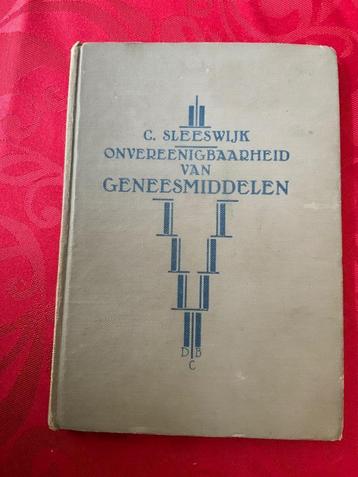 C. SLEESWIJK
ONVEREENIGBAARHEID
VAN
GENEESMIDDELEN
D B
C